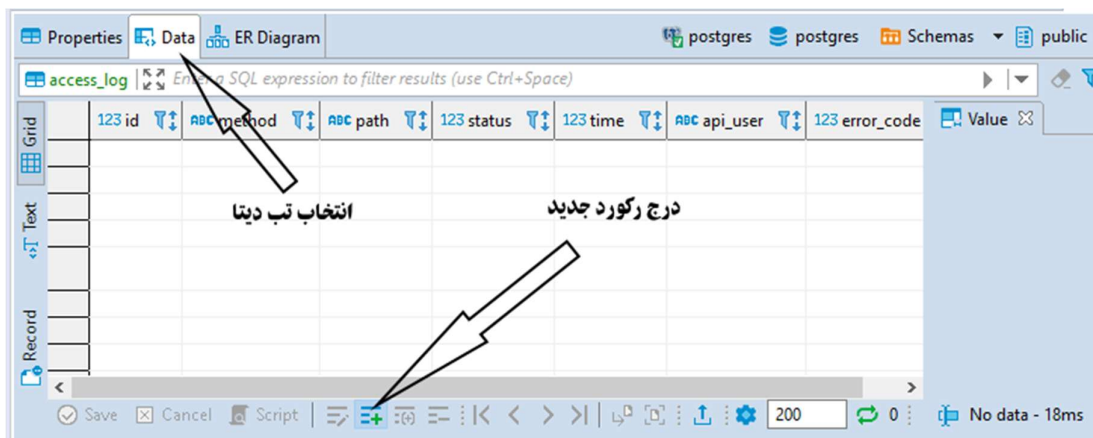 Properties Data ER Diagram postgres postgres Schemas public
access_log Enter a SQL expression to filter results (use Ctrl+Space)
Grid 123 id ABC method ABC path 123 status 123 time ABC api_user 123 error_code Value
Text
انتخاب تب دیتا
درج رکورد جدید
Record
Save Cancel Script 200 0 No data - 18ms